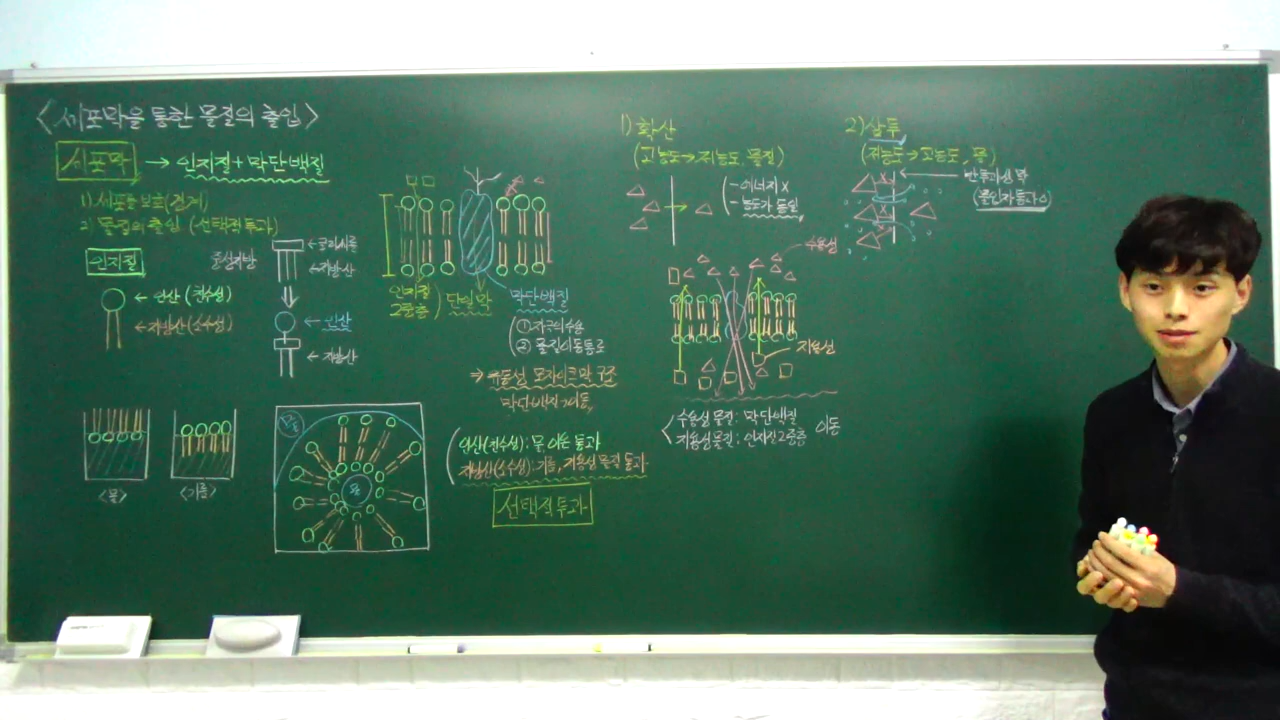 <세포막을 통한 물질의 출입>
세포막 → 인지질 + 막단백질
1) 세포를 보호(경계)
2) 물질의 출입 (선택적투과)
인지질
중성지방
← 글리세롤
← 지방산
← 인산 (친수성)
← 지방산(소수성)
← 인산
← 지방산
인지질
2중층
단일막
막단백질
① 자극의 수용
② 물질이동통로
⇒ 유동성 모자이크막 구조
막단백질 이동
<물>
<기름>
물
물
인산(친수성): 물, 이온 통과
지방산(소수성): 기름, 지용성 물질 통과
선택적투과
1) 확산
(고농도→저농도, 물질)
- 에너지 X
- 농도가 동일
수용성
지용성
수용성 물질 : 막단백질
지용성 물질 : 인지질 2중층
이동
2) 삼투
(저농도→고농도, 물)
반투과성 막
(물입자 통과 o)